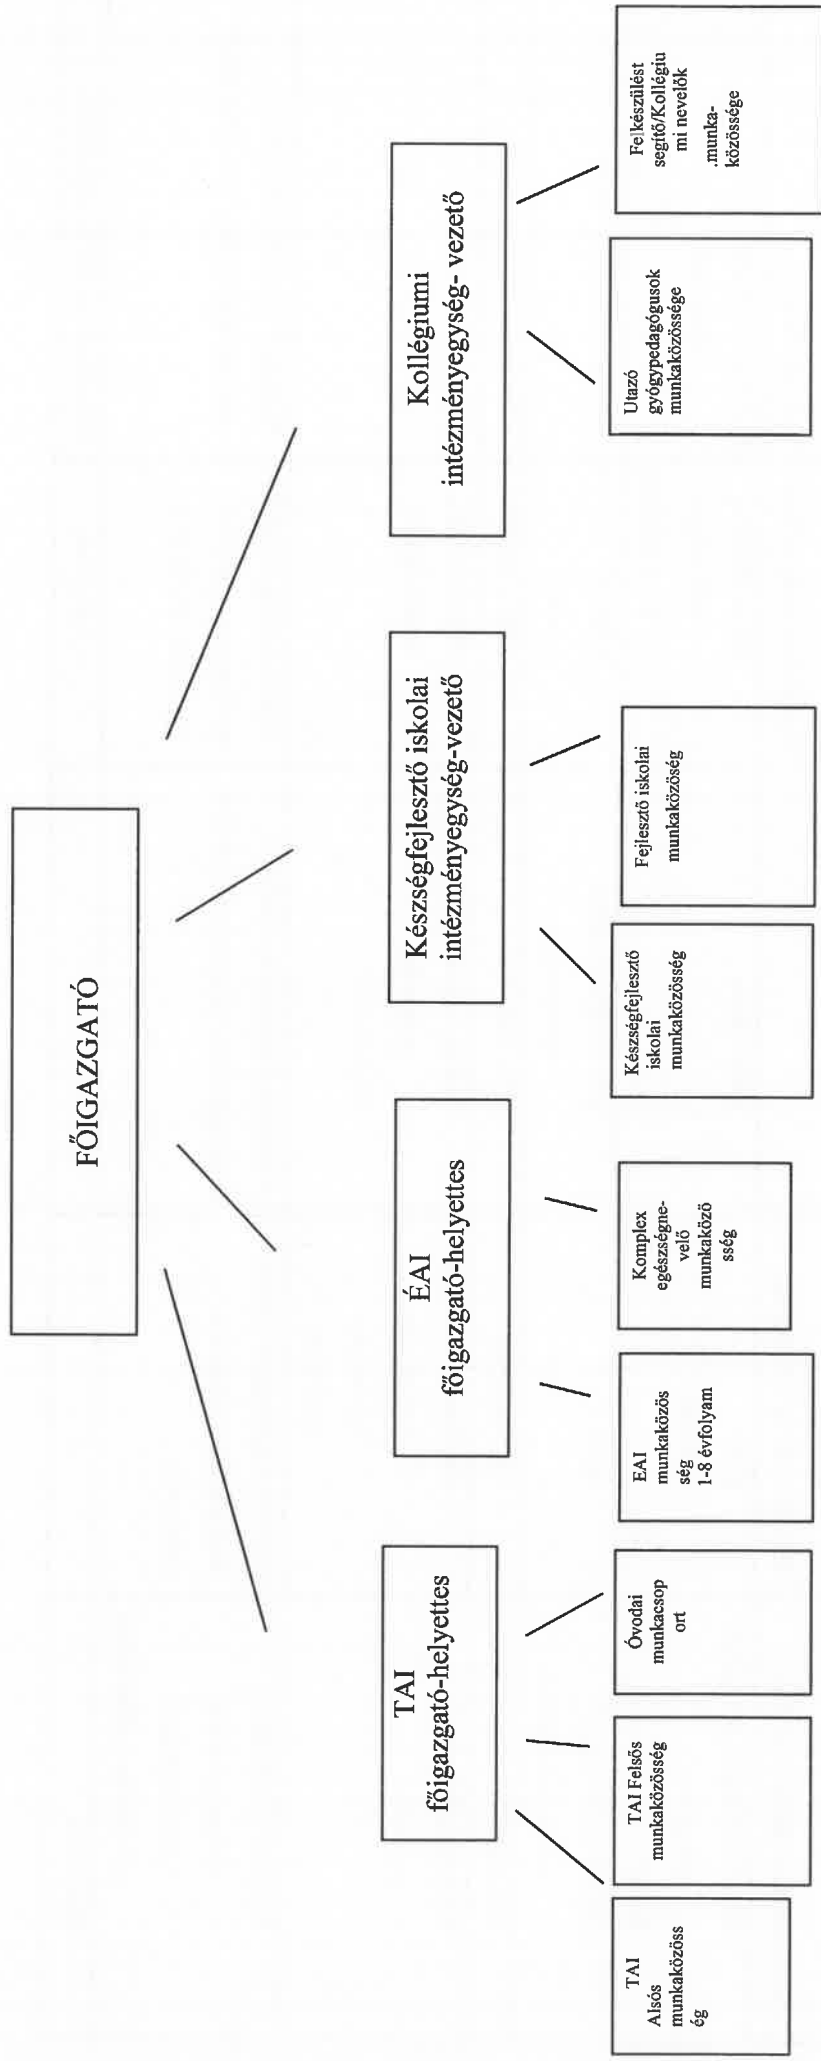 FŐIGAZGATÓ
TAI
főigazgató-helyettes
ÉAI
főigazgató-helyettes
Készségfejlesztő iskolai
intézményegység-vezető
Kollégiumi
intézményegység- vezető
TAI
Alsós
munkaközöss
ég
TAI Felsős
munkaközösség
Óvodai
munkacsop
ort
ÉAI
munkaközös
ség
1-8 évfolyam
Komplex
egészségne-
velő
munkaközö
sség
Készségfejlesztő
iskolai
munkaközösség
Fejlesztő iskolai
munkaközöség
Utazó
gyógypedagógusok
munkaközössége
Felkészülést
segítő/Kollégiu
mi nevelők
.munka-
közössége